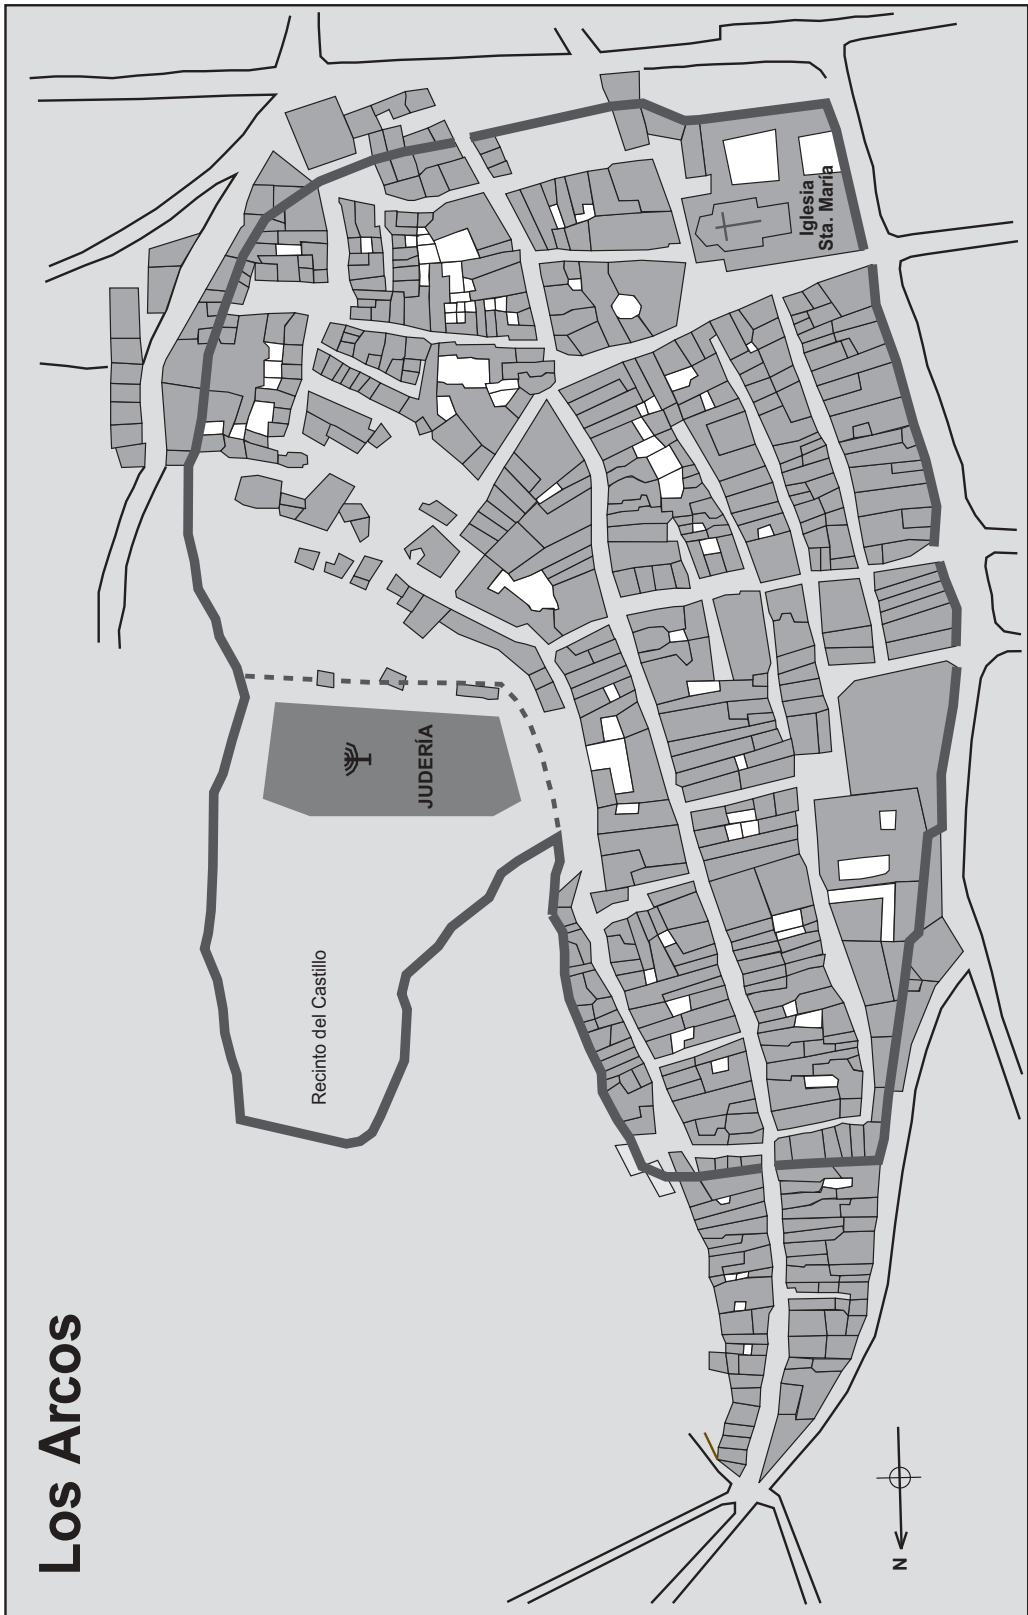 Los Arcos
Recinto del Castillo
JUDERÍA
Iglesia
Sta. María
N